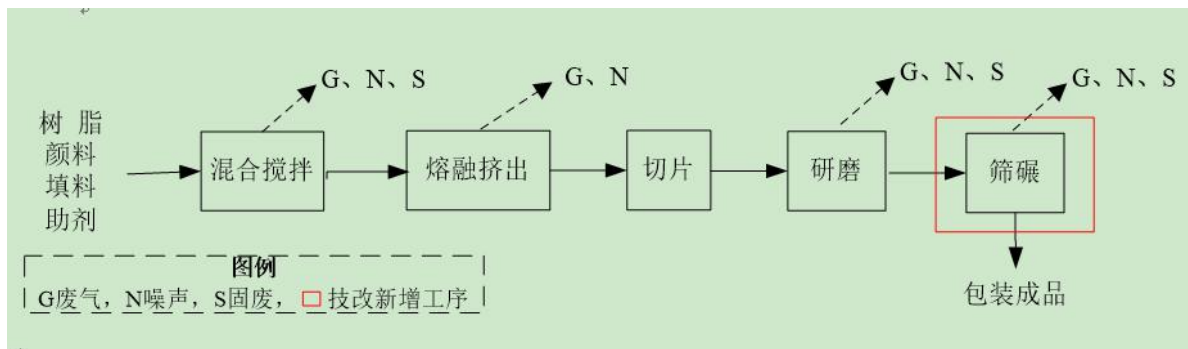 G、N、S
G、N
G、N、S
G、N、S
树 脂
颜料
填料
助剂
混合搅拌
熔融挤出
切片
研磨
筛碾
图例
G废气，N噪声，S固废，技改新增工序
包装成品